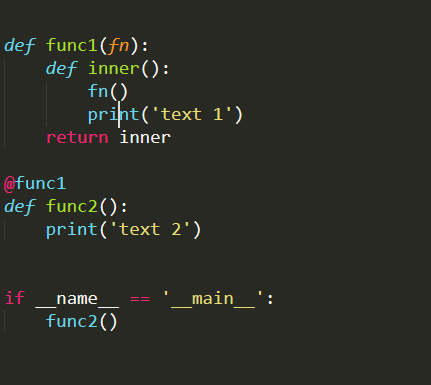 def func1(fn):
    def inner():
        fn()
        print('text 1')
    return inner

@func1
def func2():
    print('text 2')


if __name__ == '__main__':
    func2()